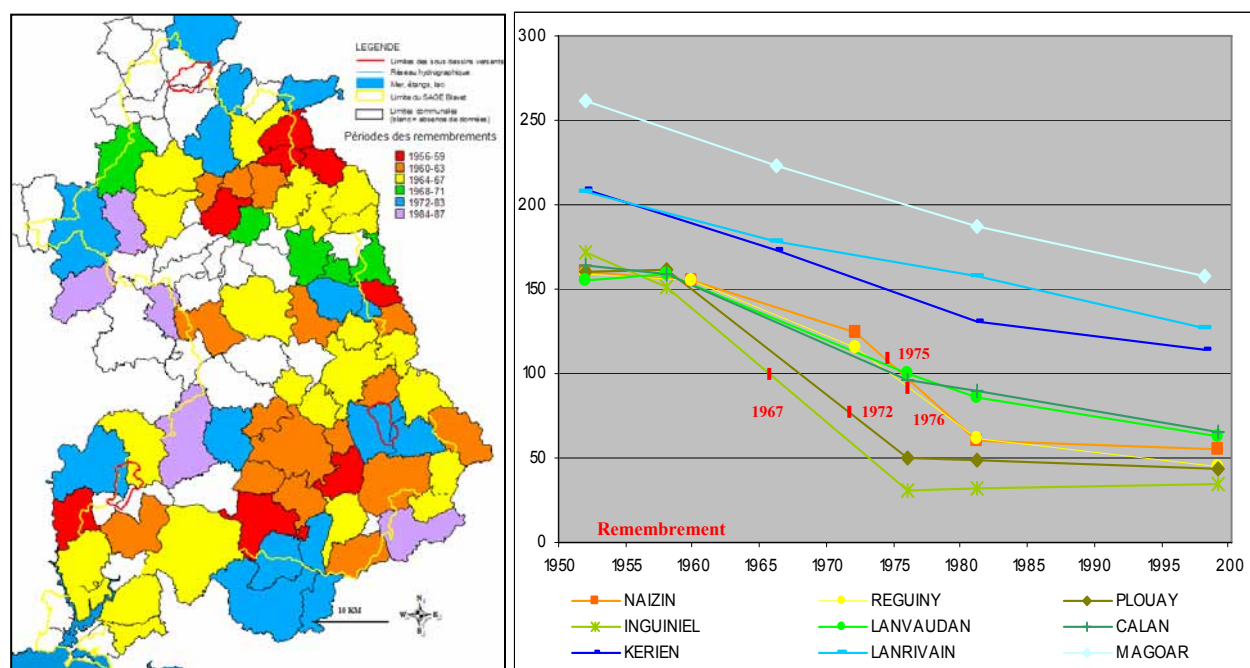 LEGENDE
Limites des sous bassins versants
Réseau hydrographique
Mer, étangs, lac
Limite du SAGE Blavet
Limites communales
(blanc = absence de données)
Périodes des remembrements
1956-59
1960-63
1964-67
1968-71
1972-83
1984-87
N
W
E
S
10 KM
300
250
200
150
100
50
0
1975
1967
1972
1976
Remembrement
1950 1955 1960 1965 1970 1975 1980 1985 1990 1995 200
NAIZIN REGUINY PLOUAY
INGUINIEL LANVAUDAN CALAN
KERIEN LANRIVAIN MAGOAR